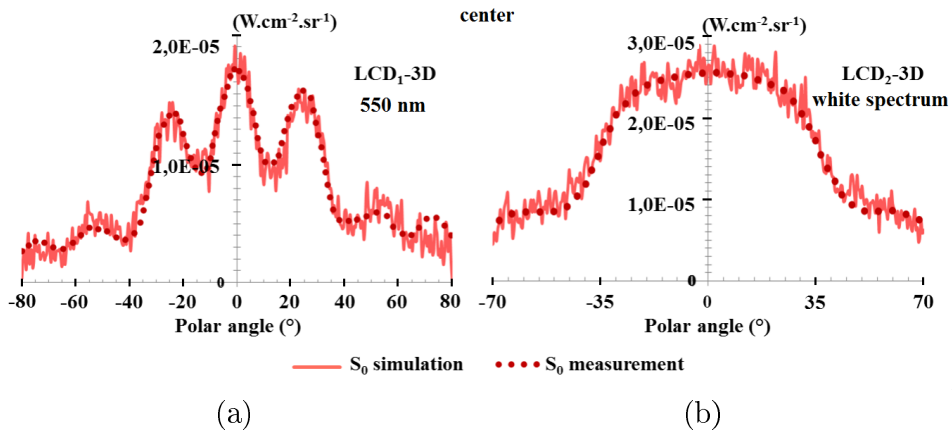 center
(W.cm⁻².sr⁻¹)
2,0E-05
1,0E-05
0
LCD₁-3D
550 nm
-80 -60 -40 -20 0 20 40 60 80
Polar angle (°)
(W.cm⁻².sr⁻¹)
3,0E-05
2,0E-05
1,0E-05
0
LCD₂-3D
white spectrum
-70 -35 0 35 70
Polar angle (°)
S₀ simulation S₀ measurement
(a) (b)